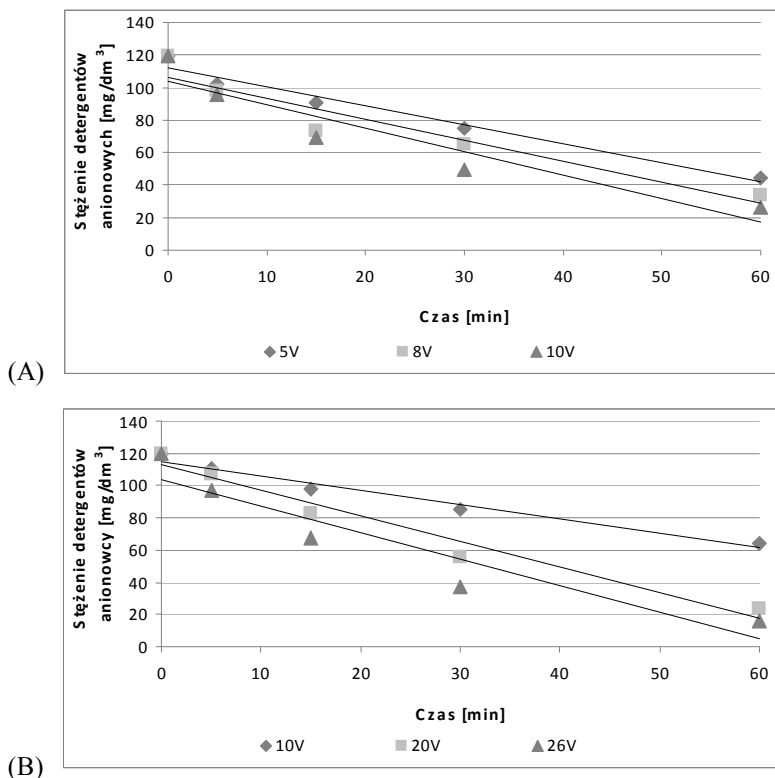 140
120
100
80
60
40
20
0
0 10 20 30 40 50 60
Stężenie detergentów
anionowych [mg/dm³]
Czas [min]
5V 8V 10V
(A)
140
120
100
80
60
40
20
0
0 10 20 30 40 50 60
Stężenie detergentów
anionowcy [mg/dm³]
Czas [min]
10V 20V 26V
(B)